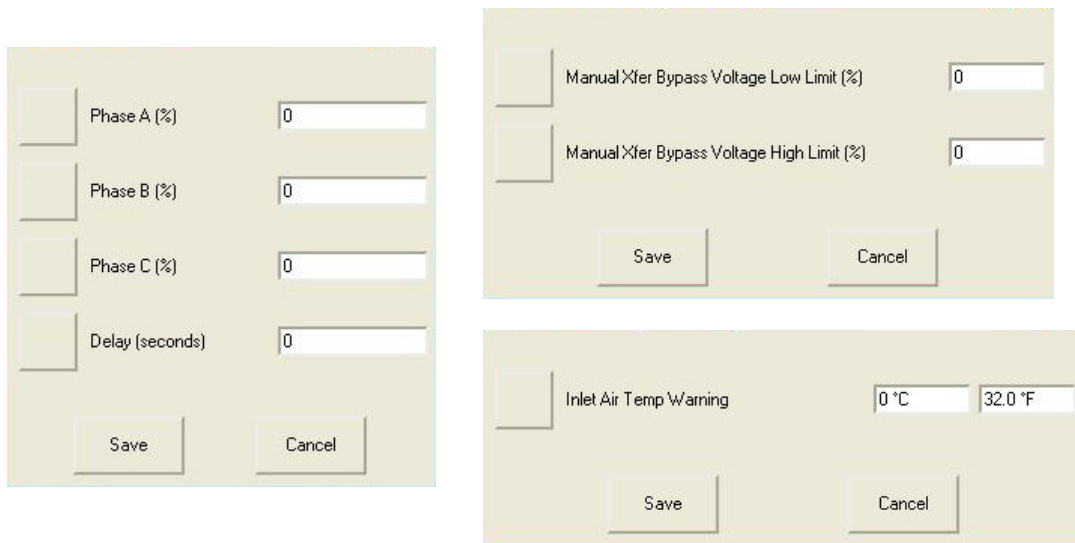 Phase A (%) 0
Phase B (%) 0
Phase C (%) 0
Delay (seconds) 0
Save Cancel
Manual Xfer Bypass Voltage Low Limit (%) 0
Manual Xfer Bypass Voltage High Limit (%) 0
Save Cancel
Inlet Air Temp Warning 0 °C 32.0 °F
Save Cancel